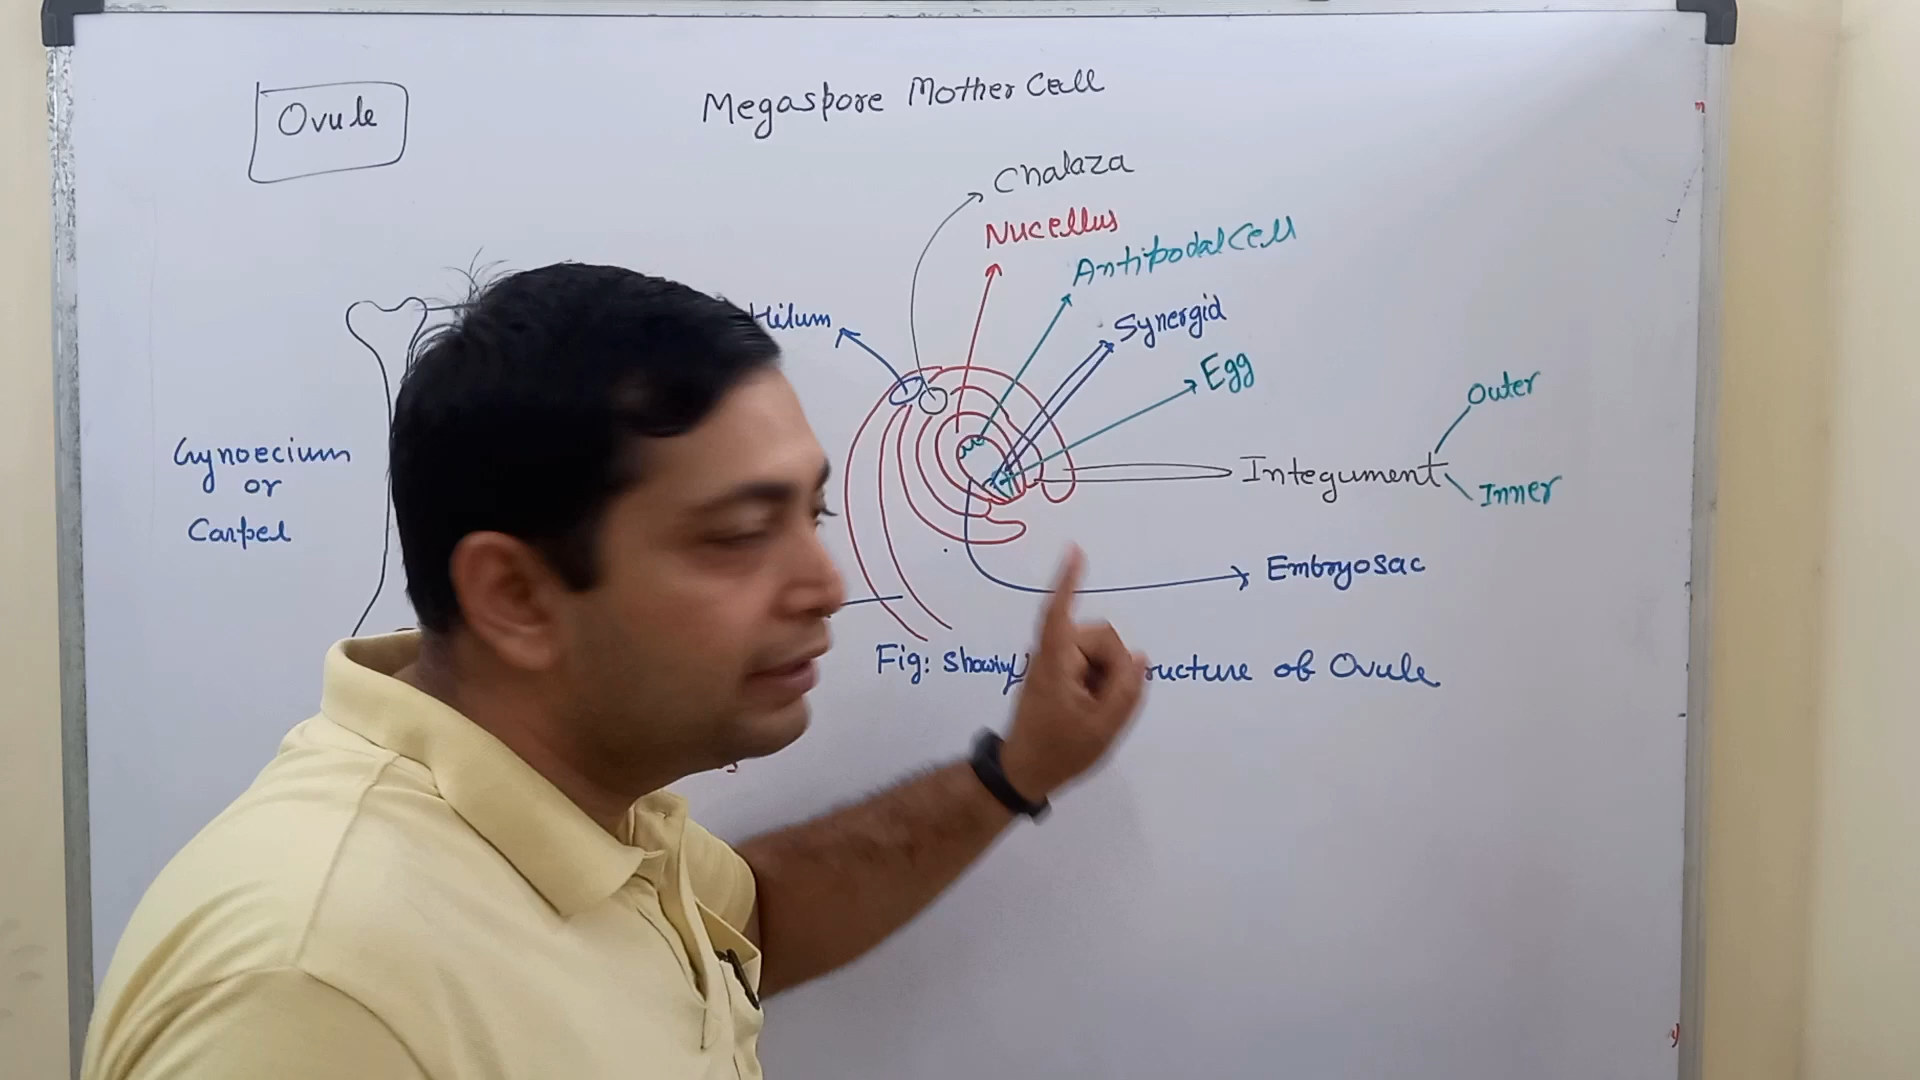 Ovule
Megaspore Mother Cell
Chalaza
Nucellus
Antipodal Cell
Hilum
Synergid
Egg
Outer
Gynoecium
or
Carpel
Integument
Inner
Embryosac
Fig: Showing of Ovule